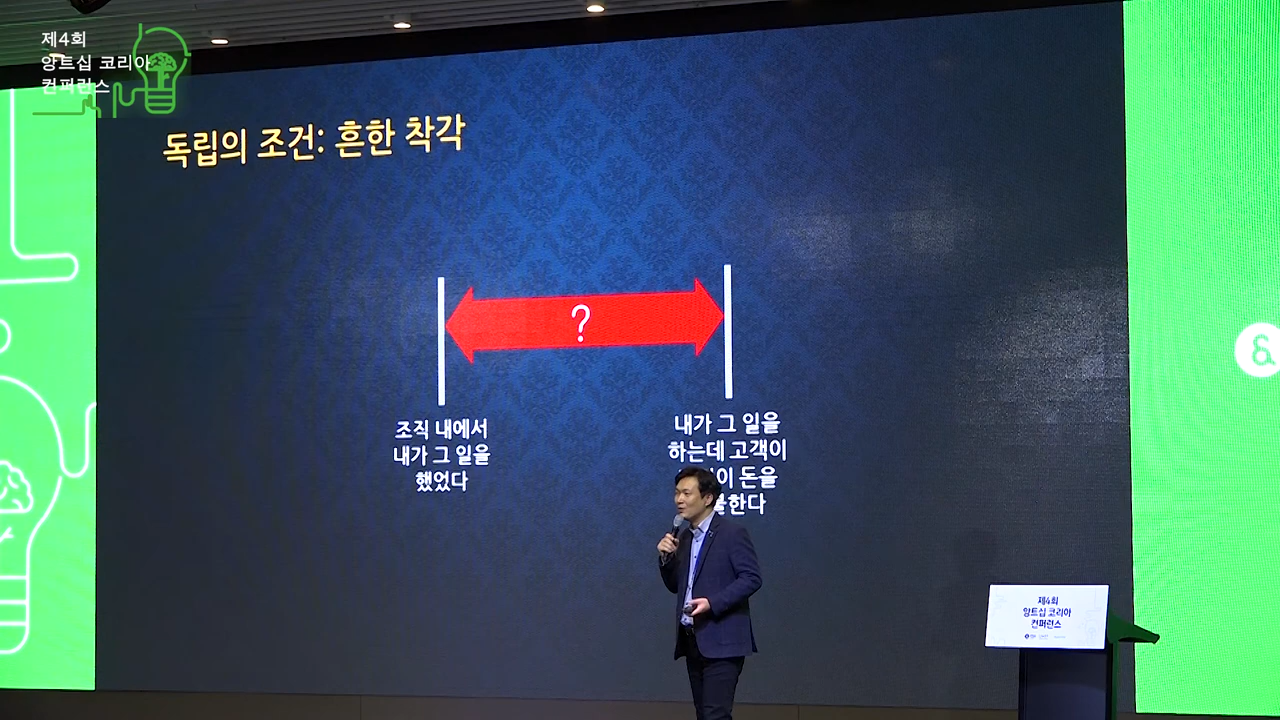 제4회
앙트십 코리아
컨퍼런스
독립의 조건: 흔한 착각
?
조직 내에서
내가 그 일을
했었다
내가 그 일을
하는데 고객이
돈을
&
제4회
앙트십 코리아
컨퍼런스